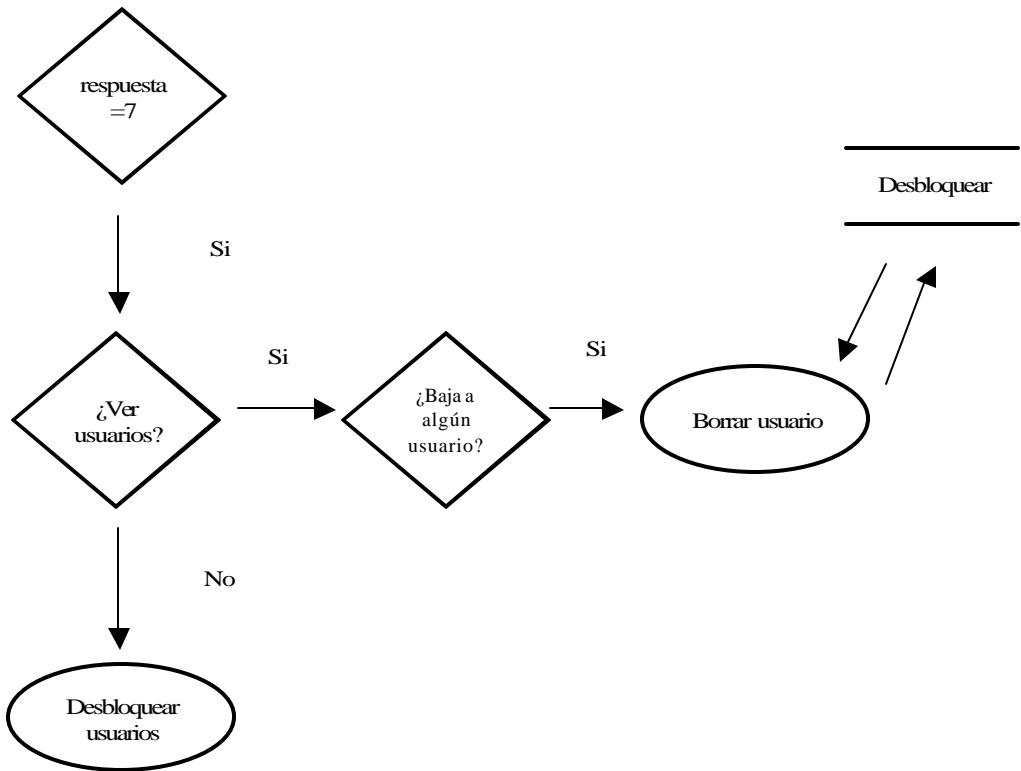 respuesta
=7
Desbloquear
Si
Si
Si
¿Ver
usuarios?
¿Baja a
algún
usuario?
Borrar usuario
No
Desbloquear
usuarios